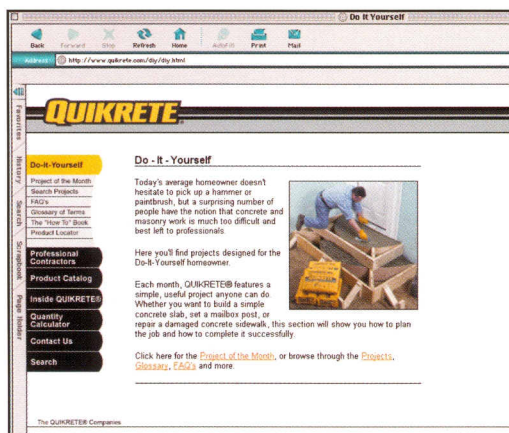 Do It Yourself
Back Forward Stop Refresh Home AutoFill Print Mail
Address http://www.quikrete.com/diy/diy.html
Favorites
History
Search
Scrapbook
Page Holder
QUIKRETE®
Do-It-Yourself
Project of the Month
Search Projects
FAQ's
Glossary of Terms
The "How To" Book
Product Locator
Professional
Contractors
Product Catalog
Inside QUIKRETE®
Quantity
Calculator
Contact Us
Search
Do - It - Yourself
Today's average homeowner doesn't
hesitate to pick up a hammer or
paintbrush, but a surprising number of
people have the notion that concrete and
masonry work is much too difficult and
best left to professionals.
Here you'll find projects designed for the
Do-It-Yourself homeowner.
Each month, QUIKRETE® features a
simple, useful project anyone can do.
Whether you want to build a simple
concrete slab, set a mailbox post, or
repair a damaged concrete sidewalk, this section will show you how to plan
the job and how to complete it successfully.
Click here for the Project of the Month, or browse through the Projects,
Glossary, FAQ's and more.
The QUIKRETE® Companies